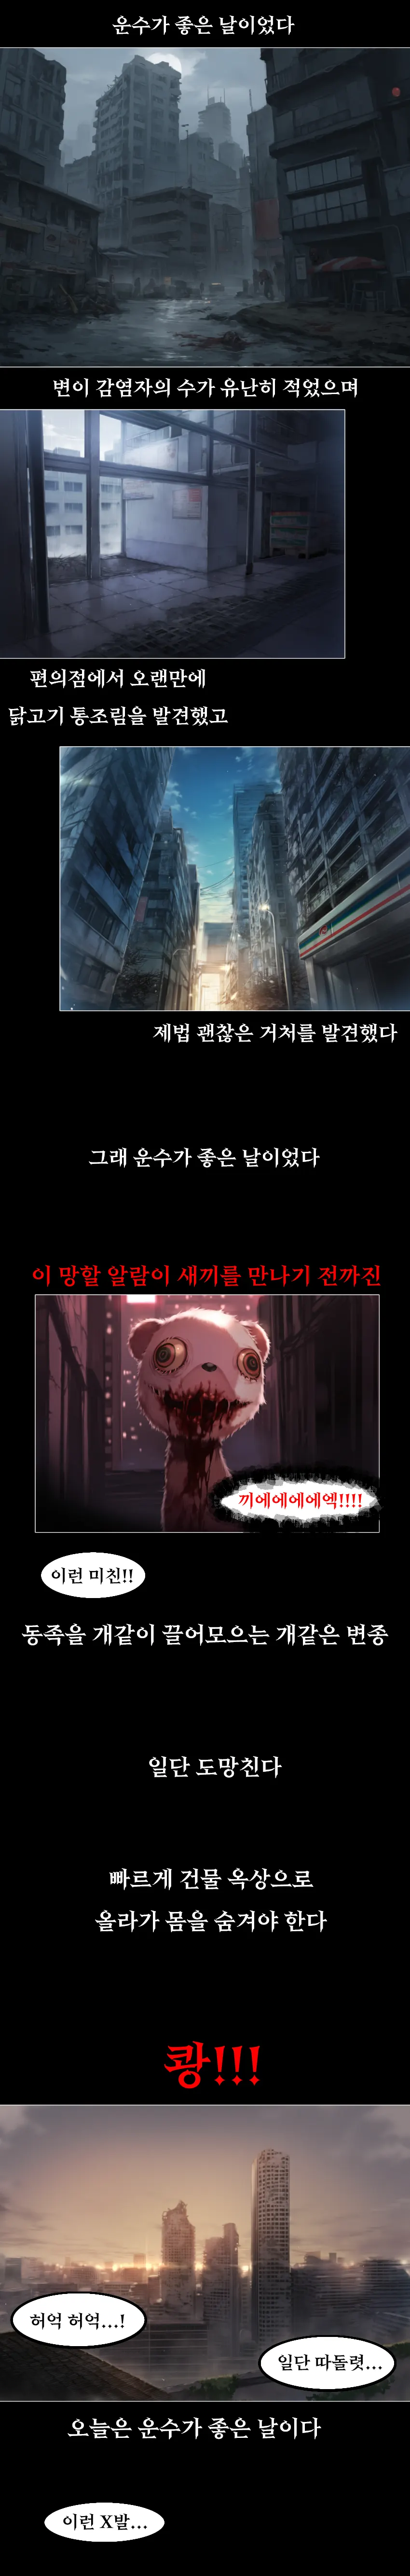 운수가 좋은 날이었다
변이 감염자의 수가 유난히 적었으며
편의점에서 오랜만에
닭고기 통조림을 발견했고
제법 괜찮은 거처를 발견했다
그래 운수가 좋은 날이었다
이 망할 알람이 새끼를 만나기 전까진
끼에에에에엑!!!!
이런 미친!!
동족을 개같이 끌어모으는 개같은 변종
일단 도망친다
빠르게 건물 옥상으로
올라가 몸을 숨겨야 한다
쾅!!!
허억 허억...!
일단 따돌렷...
오늘은 운수가 좋은 날이다
이런 X발...